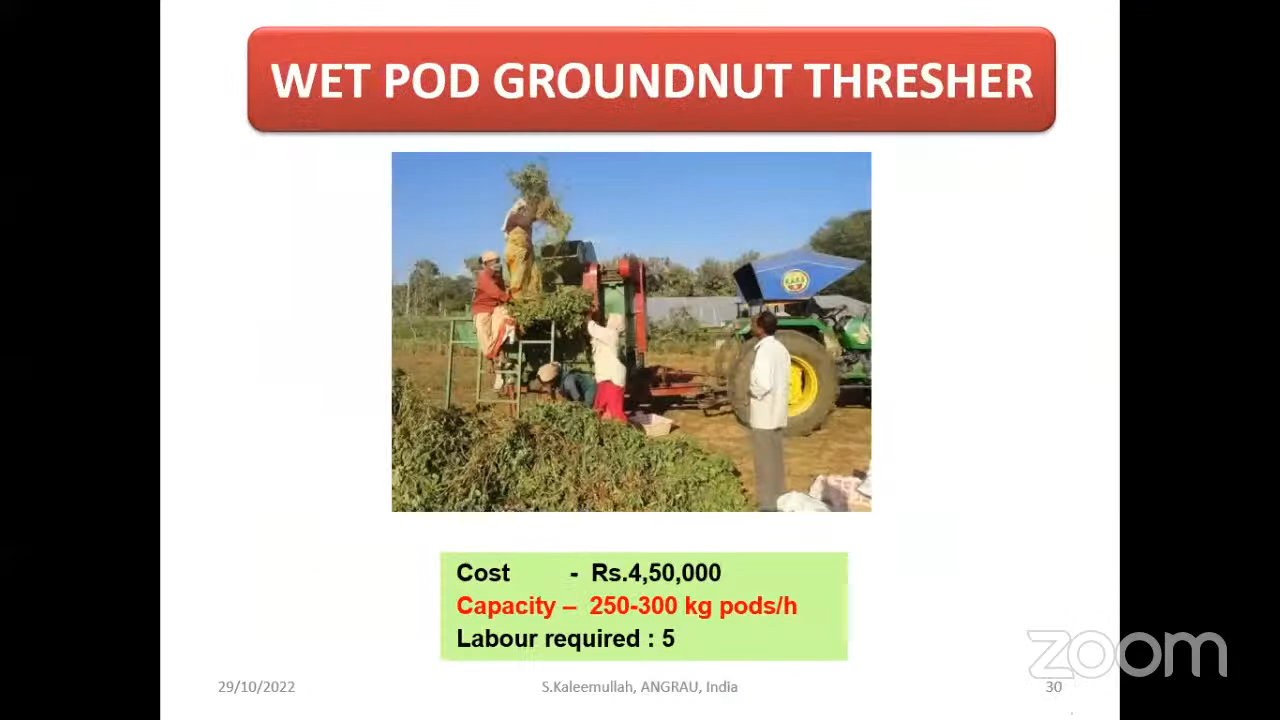 WET POD GROUNDNUT THRESHER
Cost - Rs.4,50,000
Capacity – 250-300 kg pods/h
Labour required : 5
29/10/2022
S.Kaleemullah, ANGRAU, India
30
zoom